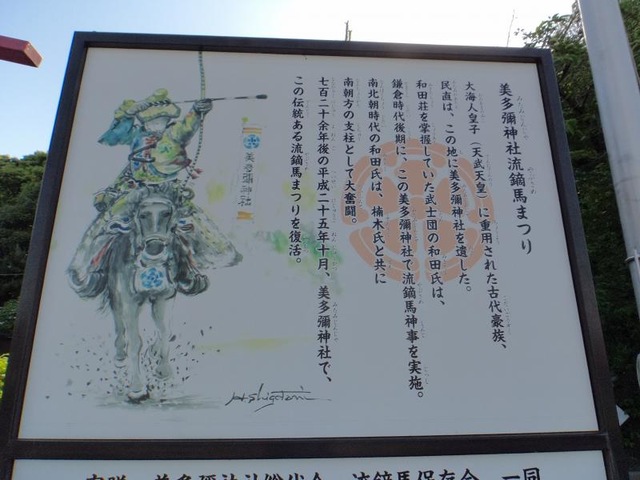 美多彌神社流鏑馬まつり
大海人皇子（天武天皇）に重用された古代豪族、
民直は、この地に美多彌神社を遺した。
和田荘を掌握していた武士団の和田氏は、
鎌倉時代後期に、この美多彌神社で流鏑馬神事を実施。
南北朝時代の和田氏は、楠木氏と共に
南朝方の支柱として大奮闘。
七百二十余年後の平成二十五年十月、美多彌神社で、
この伝統ある流鏑馬まつりを復活。
美多彌神社
流鏑馬保存会 一同